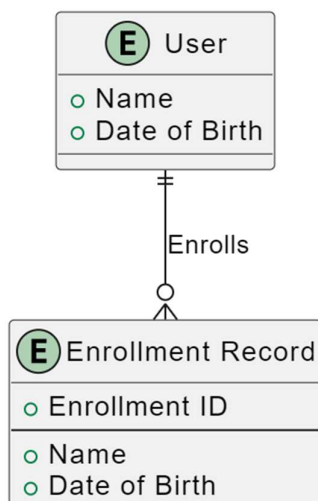 E User
Name
Date of Birth
Enrolls
E Enrollment Record
Enrollment ID
Name
Date of Birth